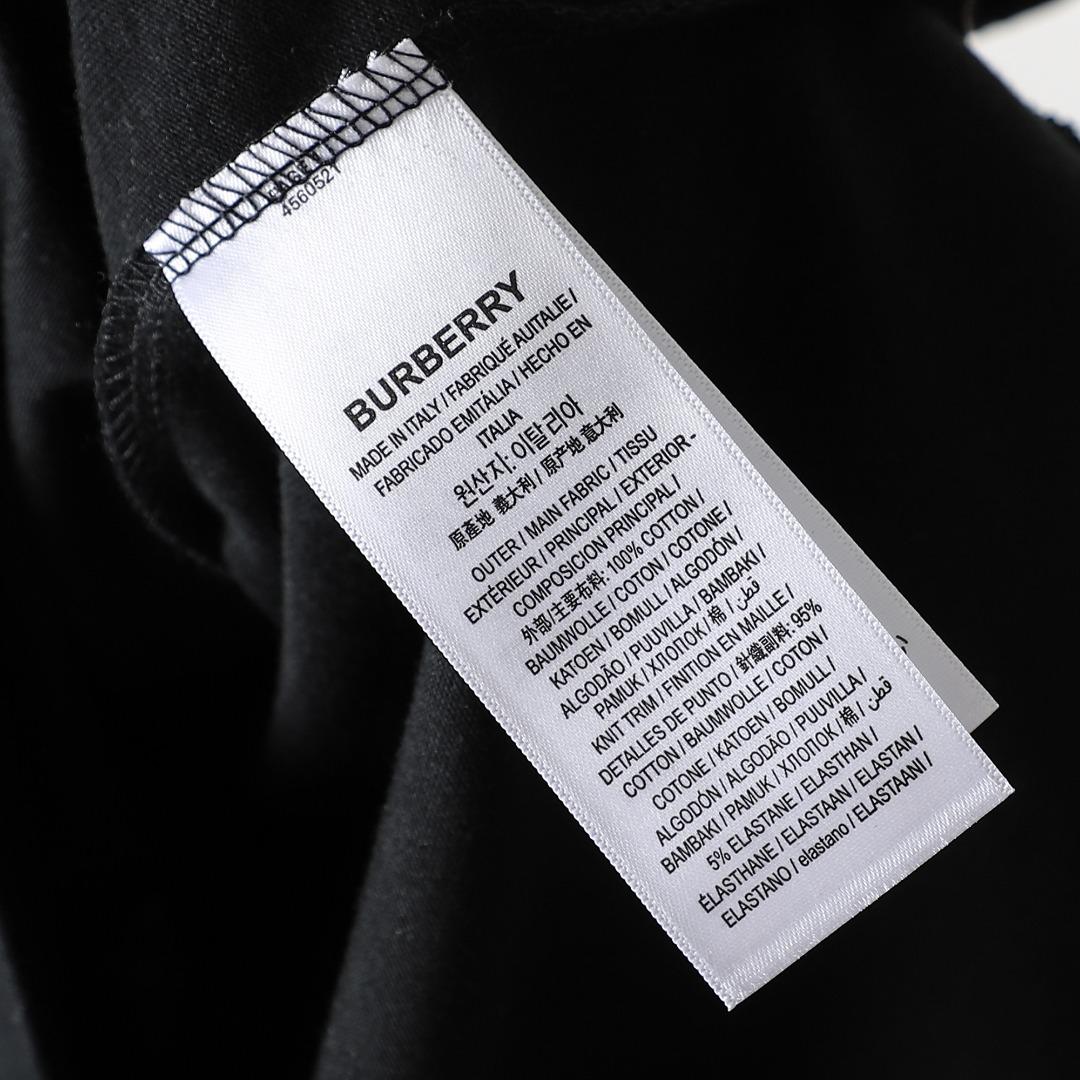 4560521
BURBERRY
MADE IN ITALY / FABRIQUÉ AUITALIE /
FABRICADO EMITÁLIA / HECHO EN
ITALIA
원산지: 이탈리아
原產地 義大利 / 原产地 意大利
OUTER / MAIN FABRIC / TISSU
EXTÉRIEUR / PRINCIPAL / EXTERIOR -
COMPOSICION PRINCIPAL /
外部/主要布料: 100% COTTON /
BAUMWOLLE / COTON / COTONE /
KATOEN / BOMULL / ALGODÓN /
ALGODÃO / PUUVILLA / BAMBAKI /
PAMUK / ХЛОПОК / 棉 / قطن /
KNIT TRIM / FINITION EN MAILLE /
DETALLES DE PUNTO / 針織副料: 95%
COTTON / BAUMWOLLE / COTON /
COTONE / KATOEN / BOMULL /
ALGODÓN / ALGODÃO / PUUVILLA /
BAMBAKI / PAMUK / ХЛОПОК / 棉 / قطن
5% ELASTANE / ELASTHAN /
ÉLASTHANE / ELASTAAN / ELASTAN /
ELASTANO / elastano / ELASTAANI /